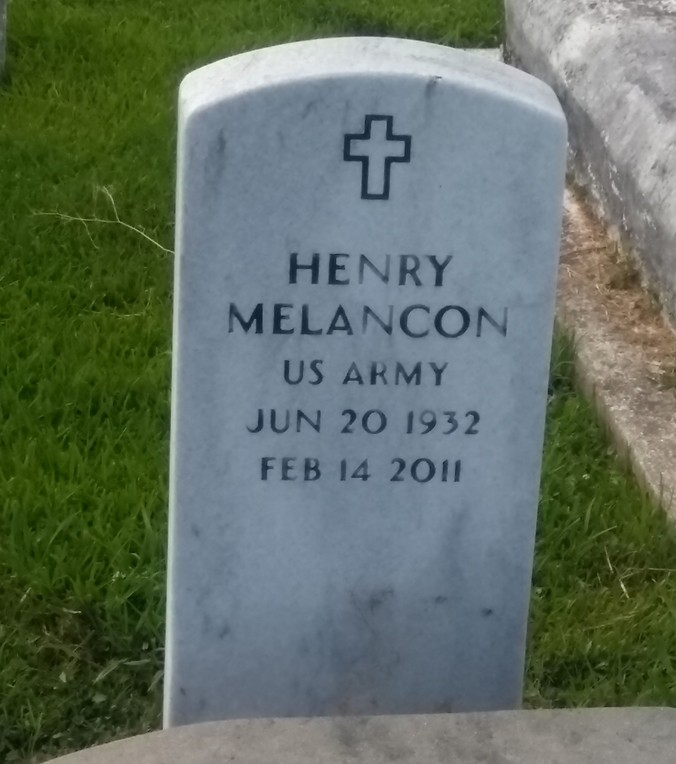 HENRY
MELANCON
US ARMY
JUN 20 1932
FEB 14 2011